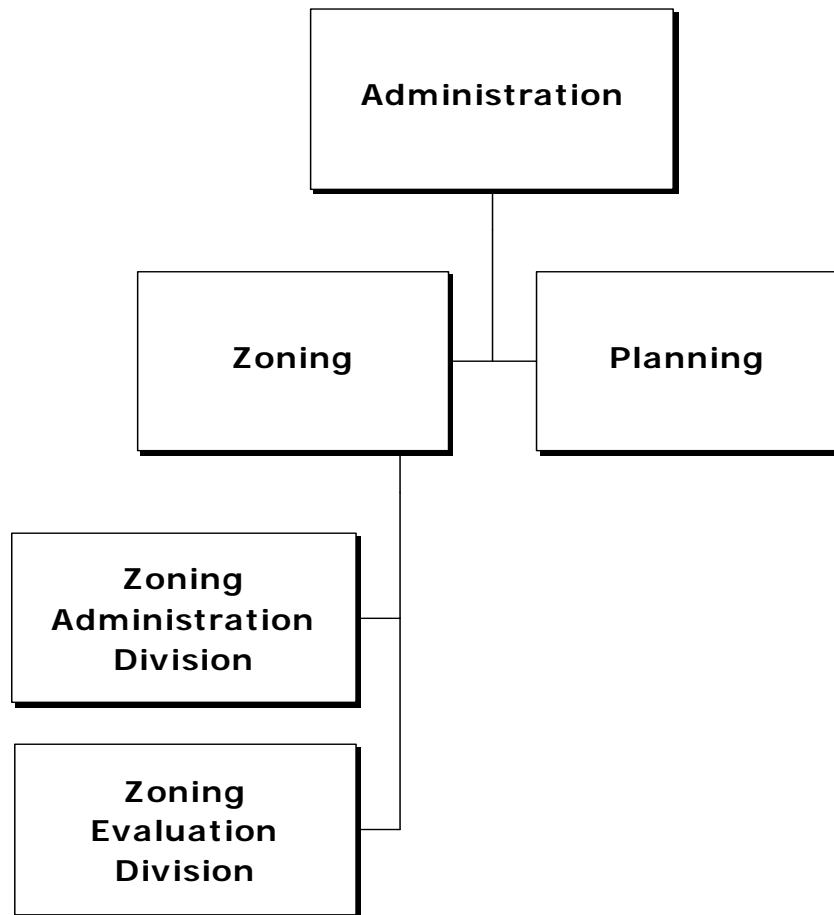 Administration
Zoning
Planning
Zoning
Administration
Division
Zoning
Evaluation
Division